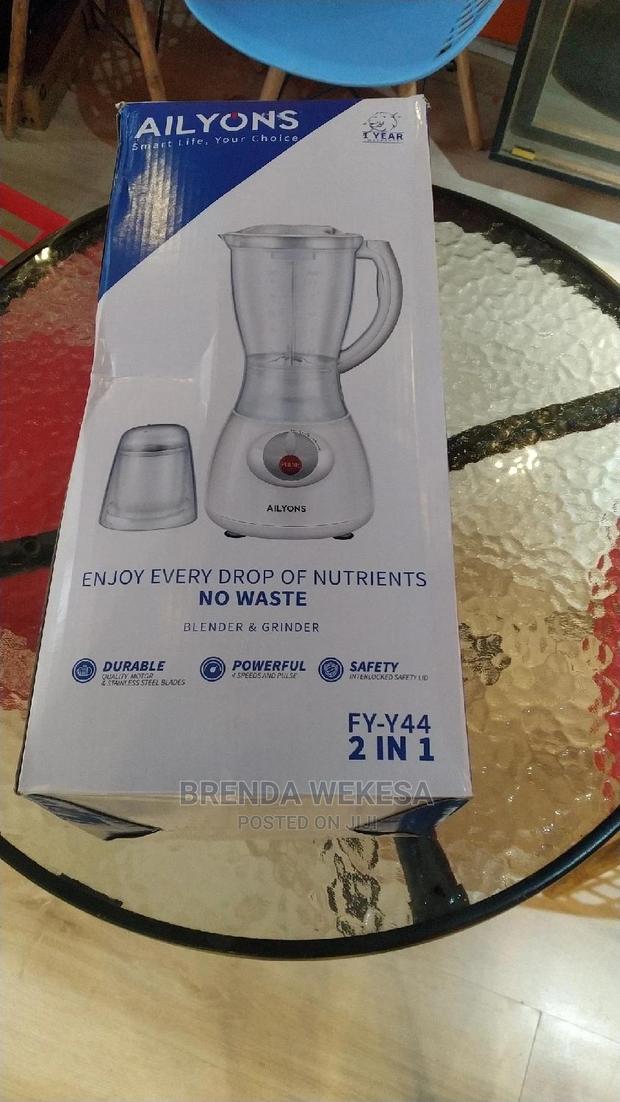 AILYONS
Smart Life, Your Choice
1 YEAR
PULSE
AILYONS
ENJOY EVERY DROP OF NUTRIENTS
NO WASTE
BLENDER & GRINDER
DURABLE
QUALITY MOTOR
& STAINLESS STEEL BLADES
POWERFUL
4 SPEEDS AND PULSE
SAFETY
INTERLOCKED SAFETY LID
FY-Y44
2 IN 1
BRENDA WEKESA
POSTED ON JIJI